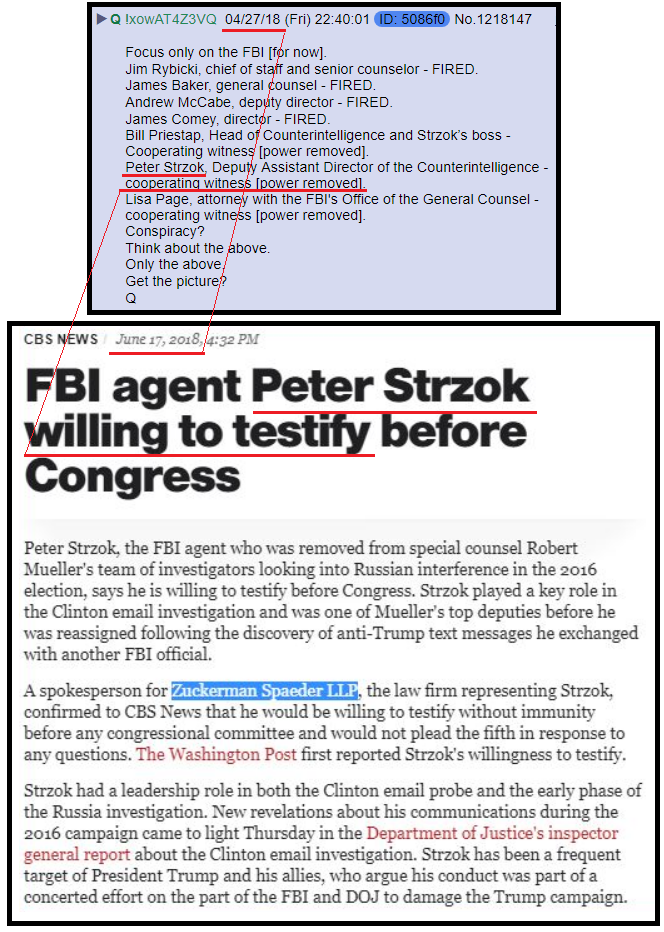 Q !xowAT4Z3VQ 04/27/18 (Fri) 22:40:01 ID: 5086f0 No.1218147
Focus only on the FBI [for now].
Jim Rybicki, chief of staff and senior counselor - FIRED.
James Baker, general counsel - FIRED.
Andrew McCabe, deputy director - FIRED.
James Comey, director - FIRED.
Bill Priestap, Head of Counterintelligence and Strzok's boss -
Cooperating witness [power removed].
Peter Strzok, Deputy Assistant Director of the Counterintelligence -
cooperating witness [power removed].
Lisa Page, attorney with the FBI's Office of the General Counsel -
cooperating witness [power removed].
Conspiracy?
Think about the above.
Only the above.
Get the picture?
Q
CBS NEWS / June 17, 2018, 4:32 PM
FBI agent Peter Strzok
willing to testify before
Congress
Peter Strzok, the FBI agent who was removed from special counsel Robert
Mueller's team of investigators looking into Russian interference in the 2016
election, says he is willing to testify before Congress. Strzok played a key role in
the Clinton email investigation and was one of Mueller's top deputies before he
was reassigned following the discovery of anti-Trump text messages he exchanged
with another FBI official.
A spokesperson for Zuckerman Spaeder LLP, the law firm representing Strzok,
confirmed to CBS News that he would be willing to testify without immunity
before any congressional committee and would not plead the fifth in response to
any questions. The Washington Post first reported Strzok's willingness to testify.
Strzok had a leadership role in both the Clinton email probe and the early phase of
the Russia investigation. New revelations about his communications during the
2016 campaign came to light Thursday in the Department of Justice's inspector
general report about the Clinton email investigation. Strzok has been a frequent
target of President Trump and his allies, who argue his conduct was part of a
concerted effort on the part of the FBI and DOJ to damage the Trump campaign.